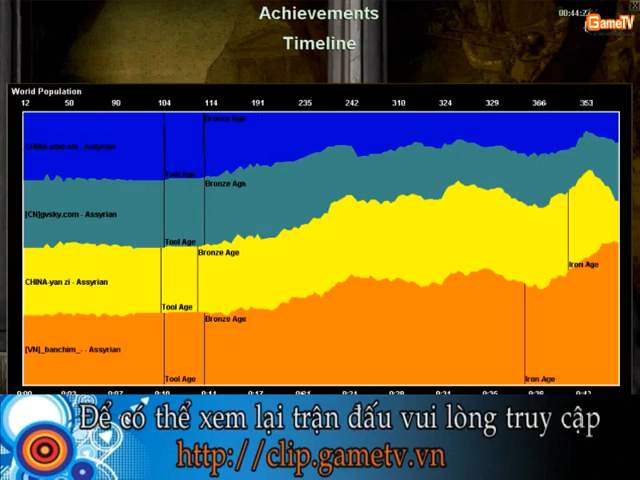 Achievements
00:44:27
GameTV
Timeline
World Population
12 50 90 104 114 191 235 242 310 324 329 366 353
Bronze Age
Assyrian
Tool Age
Bronze Age
[CN]gvsky.com - Assyrian
Tool Age
Bronze Age
Iron Age
CHINA-yan zi - Assyrian
Tool Age
Bronze Age
[VN]_banchim_- - Assyrian
Tool Age
Iron Age
Để có thể xem lại trận đấu vui lòng truy cập
http://clip.gametv.vn